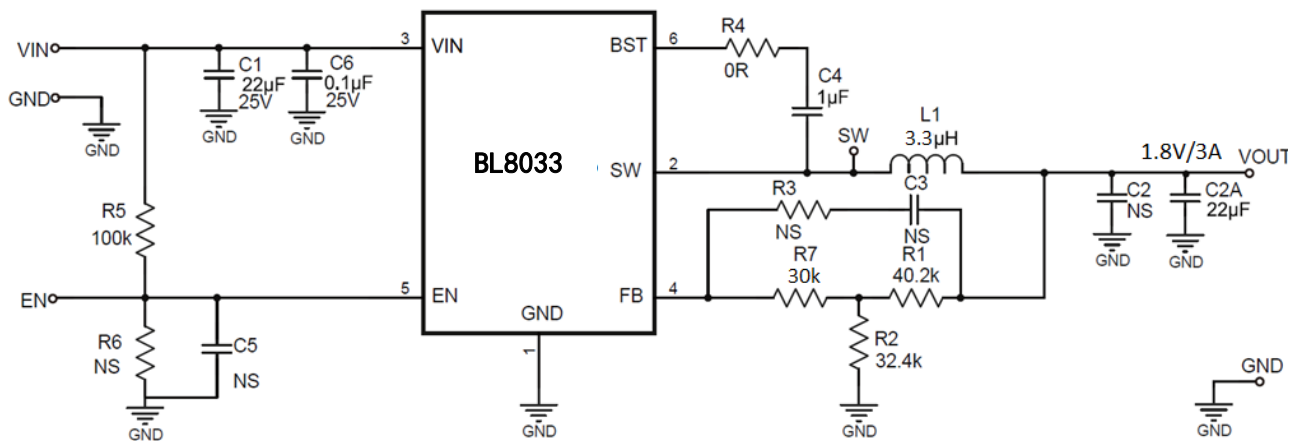 VIN
GND
GND
C1
22μF
25V
GND
C6
0.1μF
25V
GND
3
VIN
BST
6
R4
0R
C4
1μF
BL8033
SW
2
SW
L1
3.3μH
1.8V/3A
VOUT
C2
NS
GND
C2A
22μF
GND
R3
NS
C3
NS
R5
100k
R7
30k
R1
40.2k
EN
5
EN
FB
4
GND
1
GND
R6
NS
C5
NS
GND
R2
32.4k
GND
GND
GND